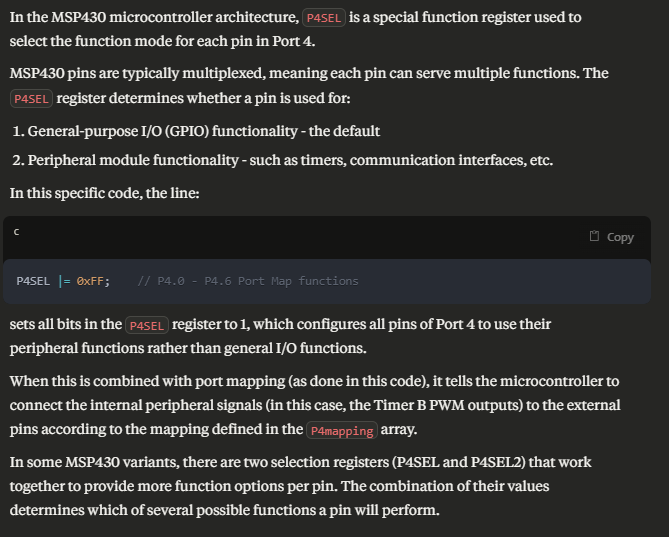 In the MSP430 microcontroller architecture, P4SEL is a special function register used to
select the function mode for each pin in Port 4.
MSP430 pins are typically multiplexed, meaning each pin can serve multiple functions. The
P4SEL register determines whether a pin is used for:
1. General-purpose I/O (GPIO) functionality - the default
2. Peripheral module functionality - such as timers, communication interfaces, etc.
In this specific code, the line:
c
Copy
P4SEL |= 0xFF;    // P4.0 - P4.6 Port Map functions
sets all bits in the P4SEL register to 1, which configures all pins of Port 4 to use their
peripheral functions rather than general I/O functions.
When this is combined with port mapping (as done in this code), it tells the microcontroller to
connect the internal peripheral signals (in this case, the Timer B PWM outputs) to the external
pins according to the mapping defined in the P4mapping array.
In some MSP430 variants, there are two selection registers (P4SEL and P4SEL2) that work
together to provide more function options per pin. The combination of their values
determines which of several possible functions a pin will perform.